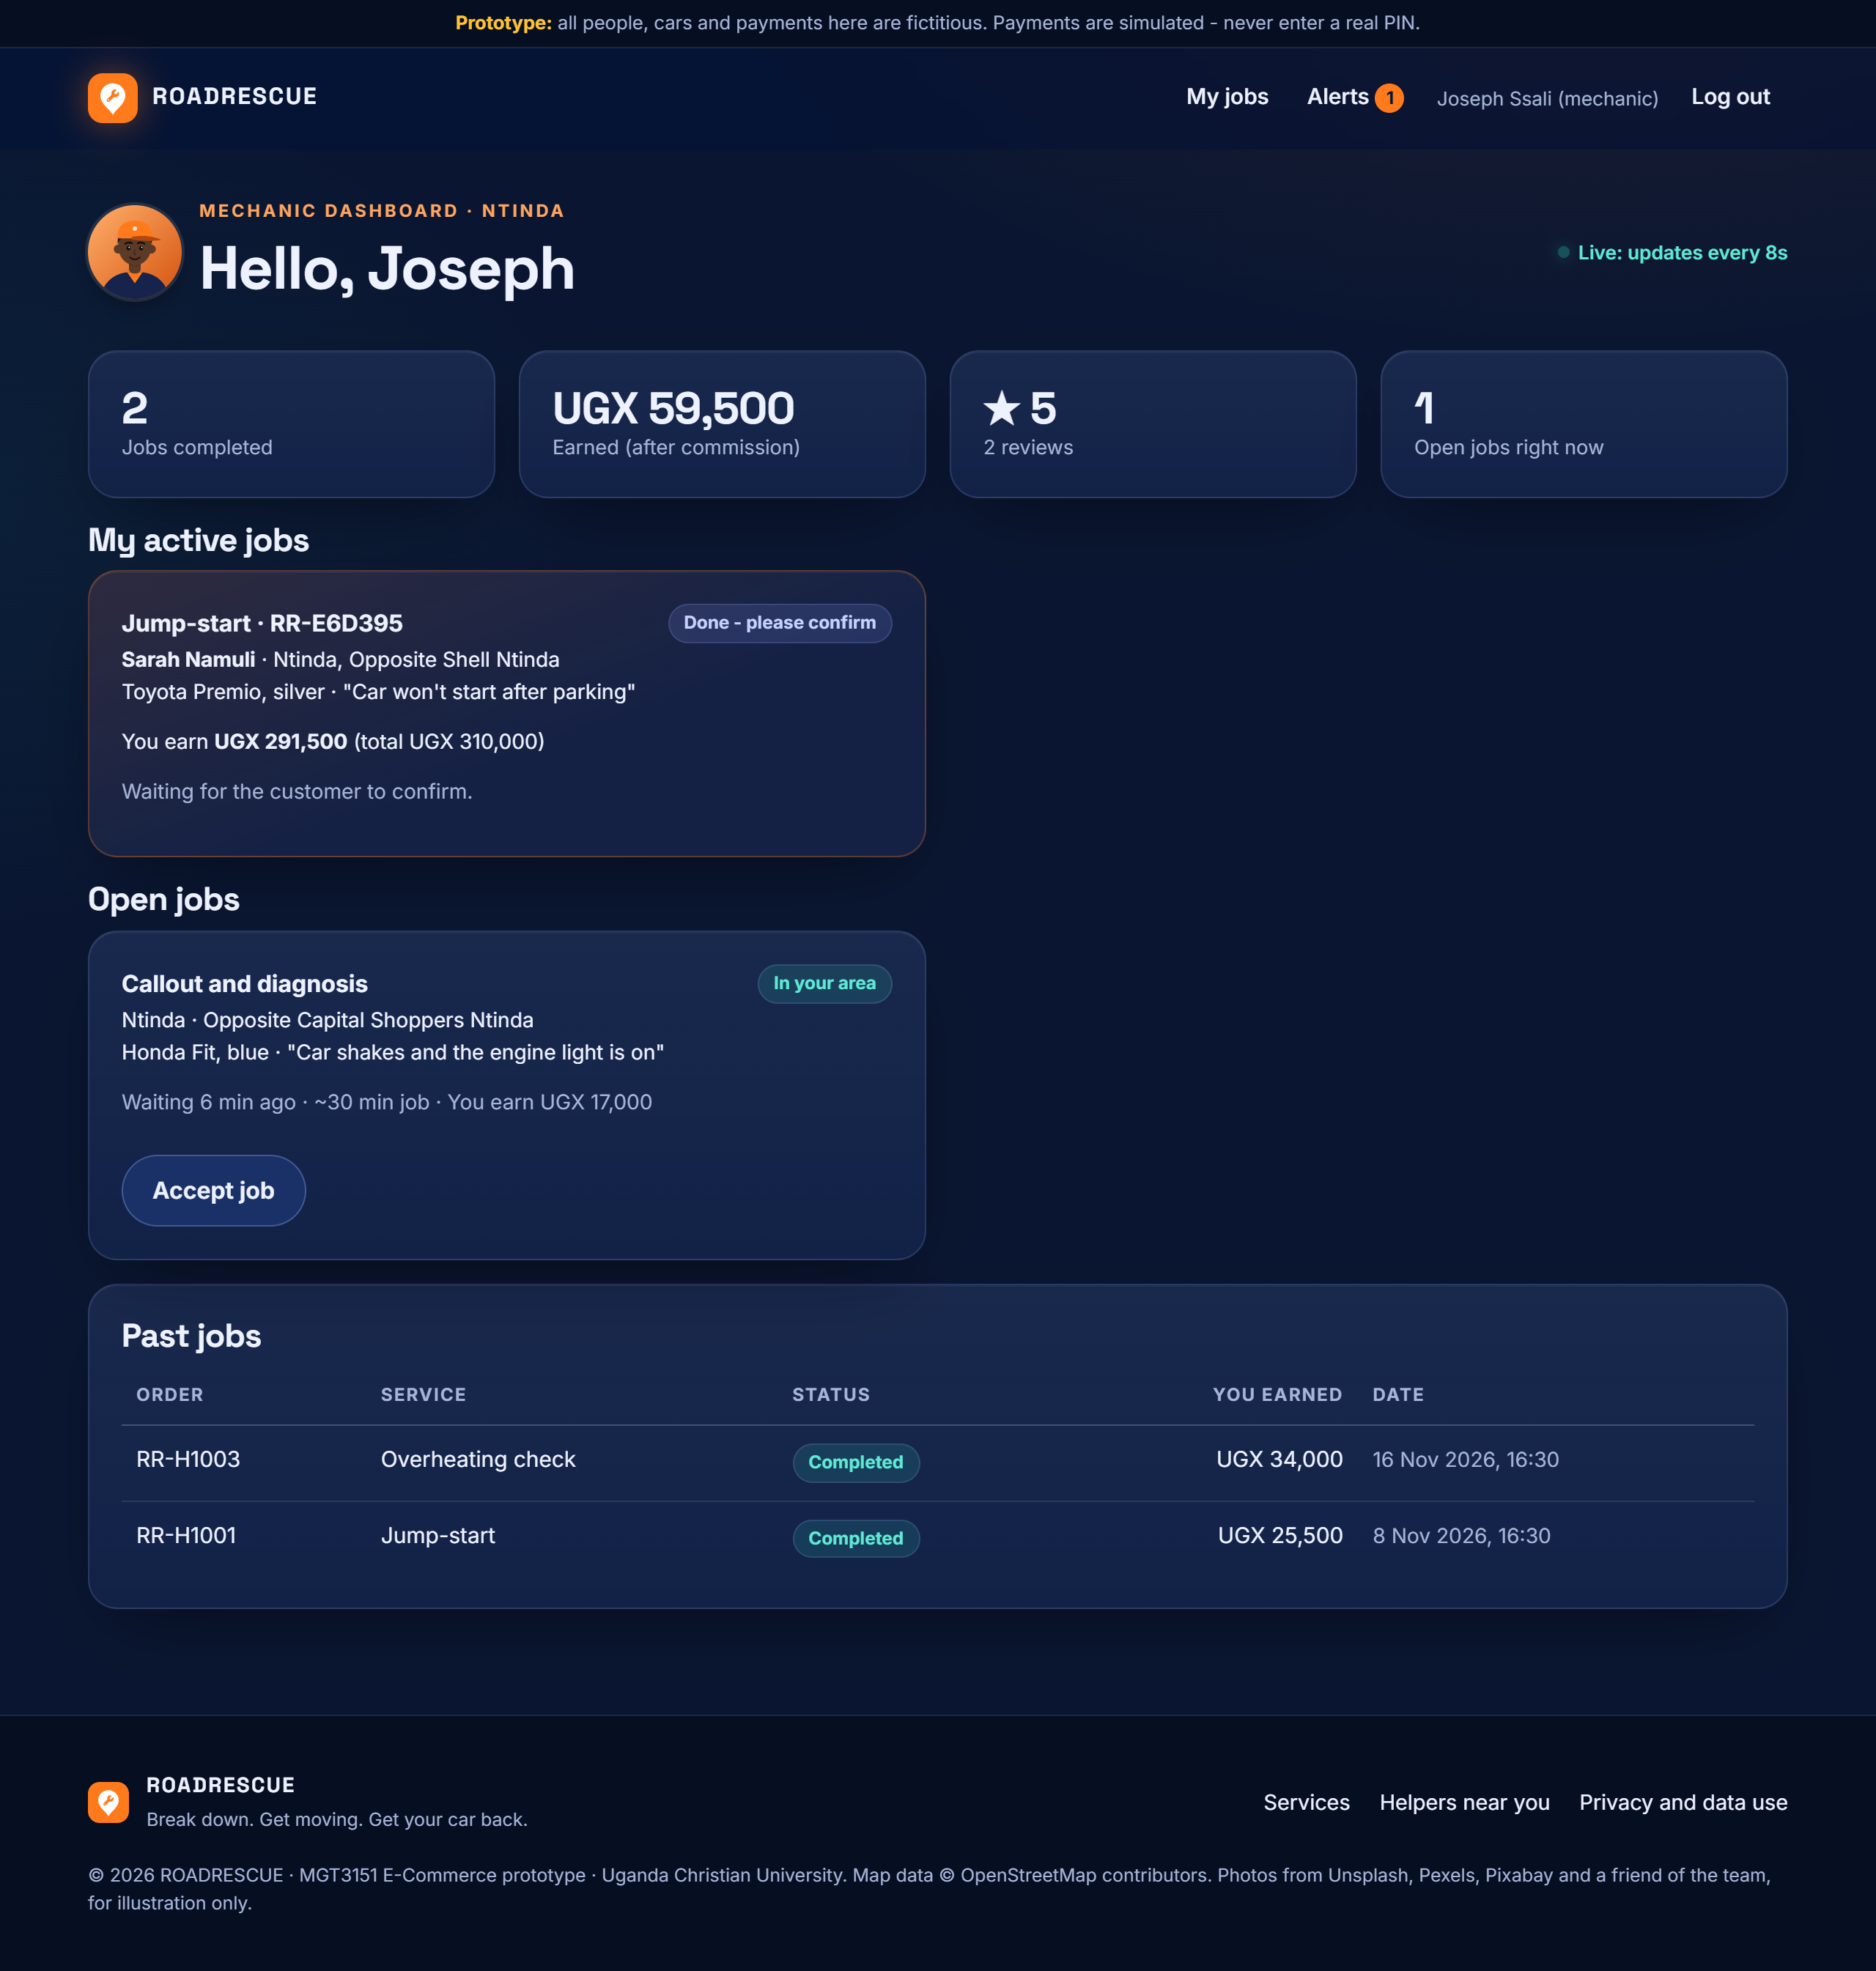 Prototype: all people, cars and payments here are fictitious. Payments are simulated - never enter a real PIN.
ROADRESCUE
My jobs
Alerts 1
Joseph Ssali (mechanic)
Log out
MECHANIC DASHBOARD · NTINDA
Hello, Joseph
Live: updates every 8s
2
Jobs completed
UGX 59,500
Earned (after commission)
★ 5
2 reviews
1
Open jobs right now
My active jobs
Jump-start · RR-E6D395
Done - please confirm
Sarah Namuli · Ntinda, Opposite Shell Ntinda
Toyota Premio, silver · "Car won't start after parking"
You earn UGX 291,500 (total UGX 310,000)
Waiting for the customer to confirm.
Open jobs
Callout and diagnosis
In your area
Ntinda · Opposite Capital Shoppers Ntinda
Honda Fit, blue · "Car shakes and the engine light is on"
Waiting 6 min ago · ~30 min job · You earn UGX 17,000
Accept job
Past jobs
ORDER SERVICE STATUS YOU EARNED DATE
RR-H1003 Overheating check Completed UGX 34,000 16 Nov 2026, 16:30
RR-H1001 Jump-start Completed UGX 25,500 8 Nov 2026, 16:30
ROADRESCUE
Break down. Get moving. Get your car back.
Services
Helpers near you
Privacy and data use
© 2026 ROADRESCUE · MGT3151 E-Commerce prototype · Uganda Christian University. Map data © OpenStreetMap contributors. Photos from Unsplash, Pexels, Pixabay and a friend of the team,
for illustration only.